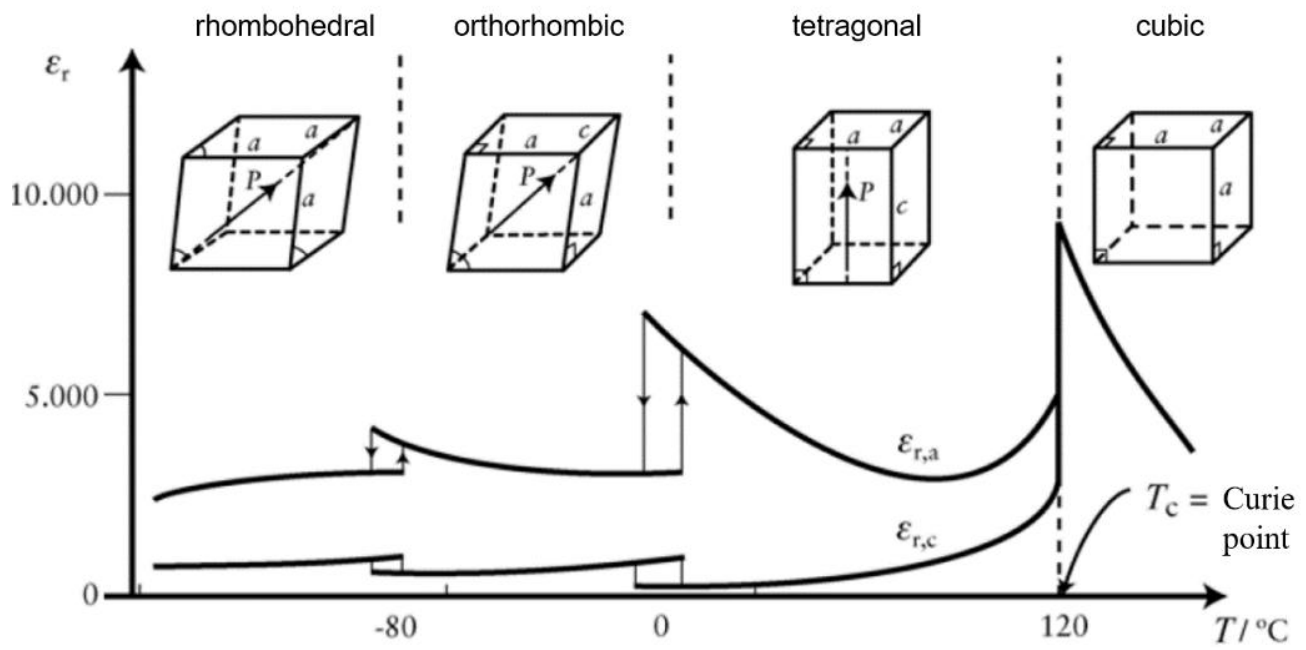 rhombohedral orthorhombic tetragonal cubic
εr
a a a P
a c a P
a a c P
a a a
10.000
5.000
0
εr,a
εr,c
Tc = Curie
point
-80 0 120 T / °C